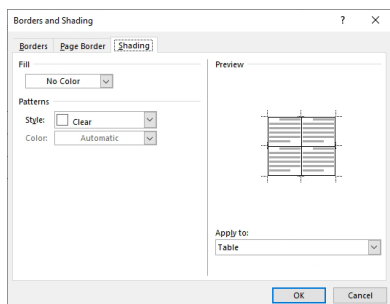 Borders and Shading ? ×
Borders Page Border Shading
Fill
No Color
Patterns
Style: Clear
Color: Automatic
Preview
Apply to:
Table
OK Cancel